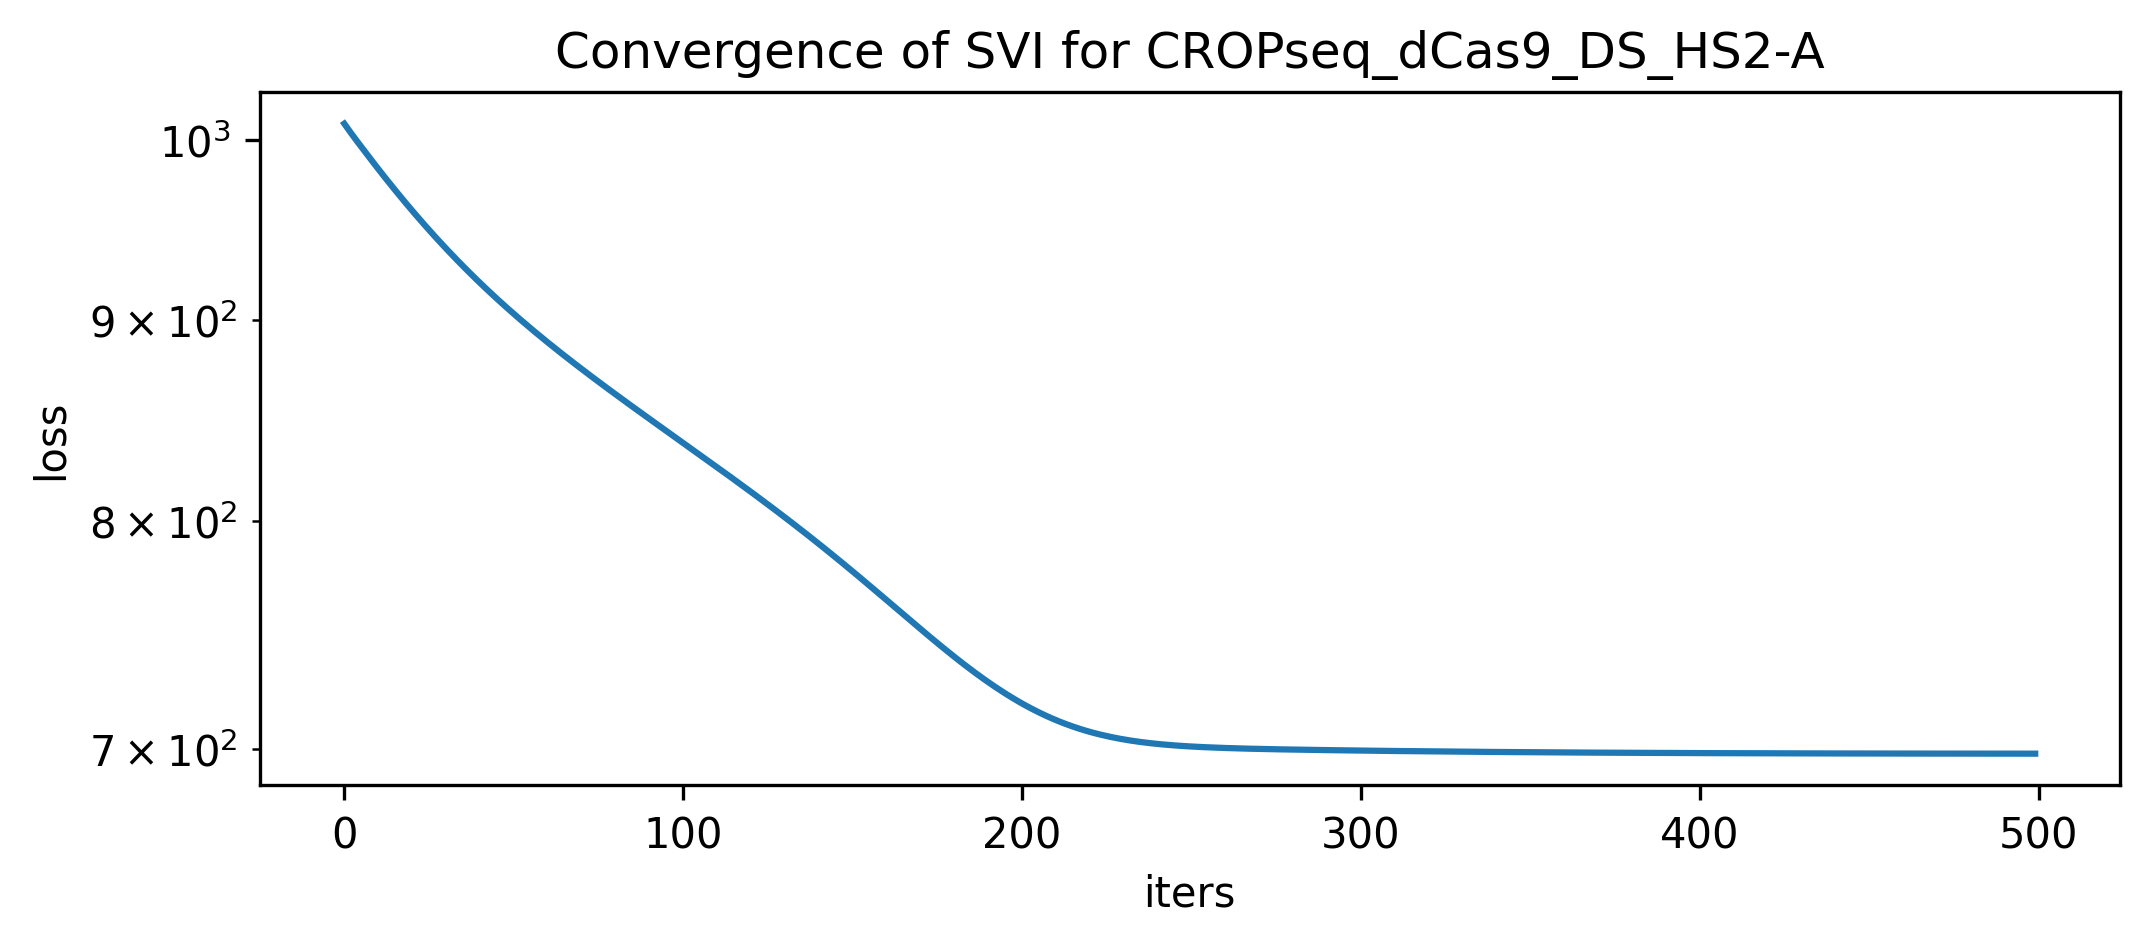 Convergence of SVI for CROPseq_dCas9_DS_HS2-A
10³
9 × 10²
8 × 10²
7 × 10²
loss
0 100 200 300 400 500
iters